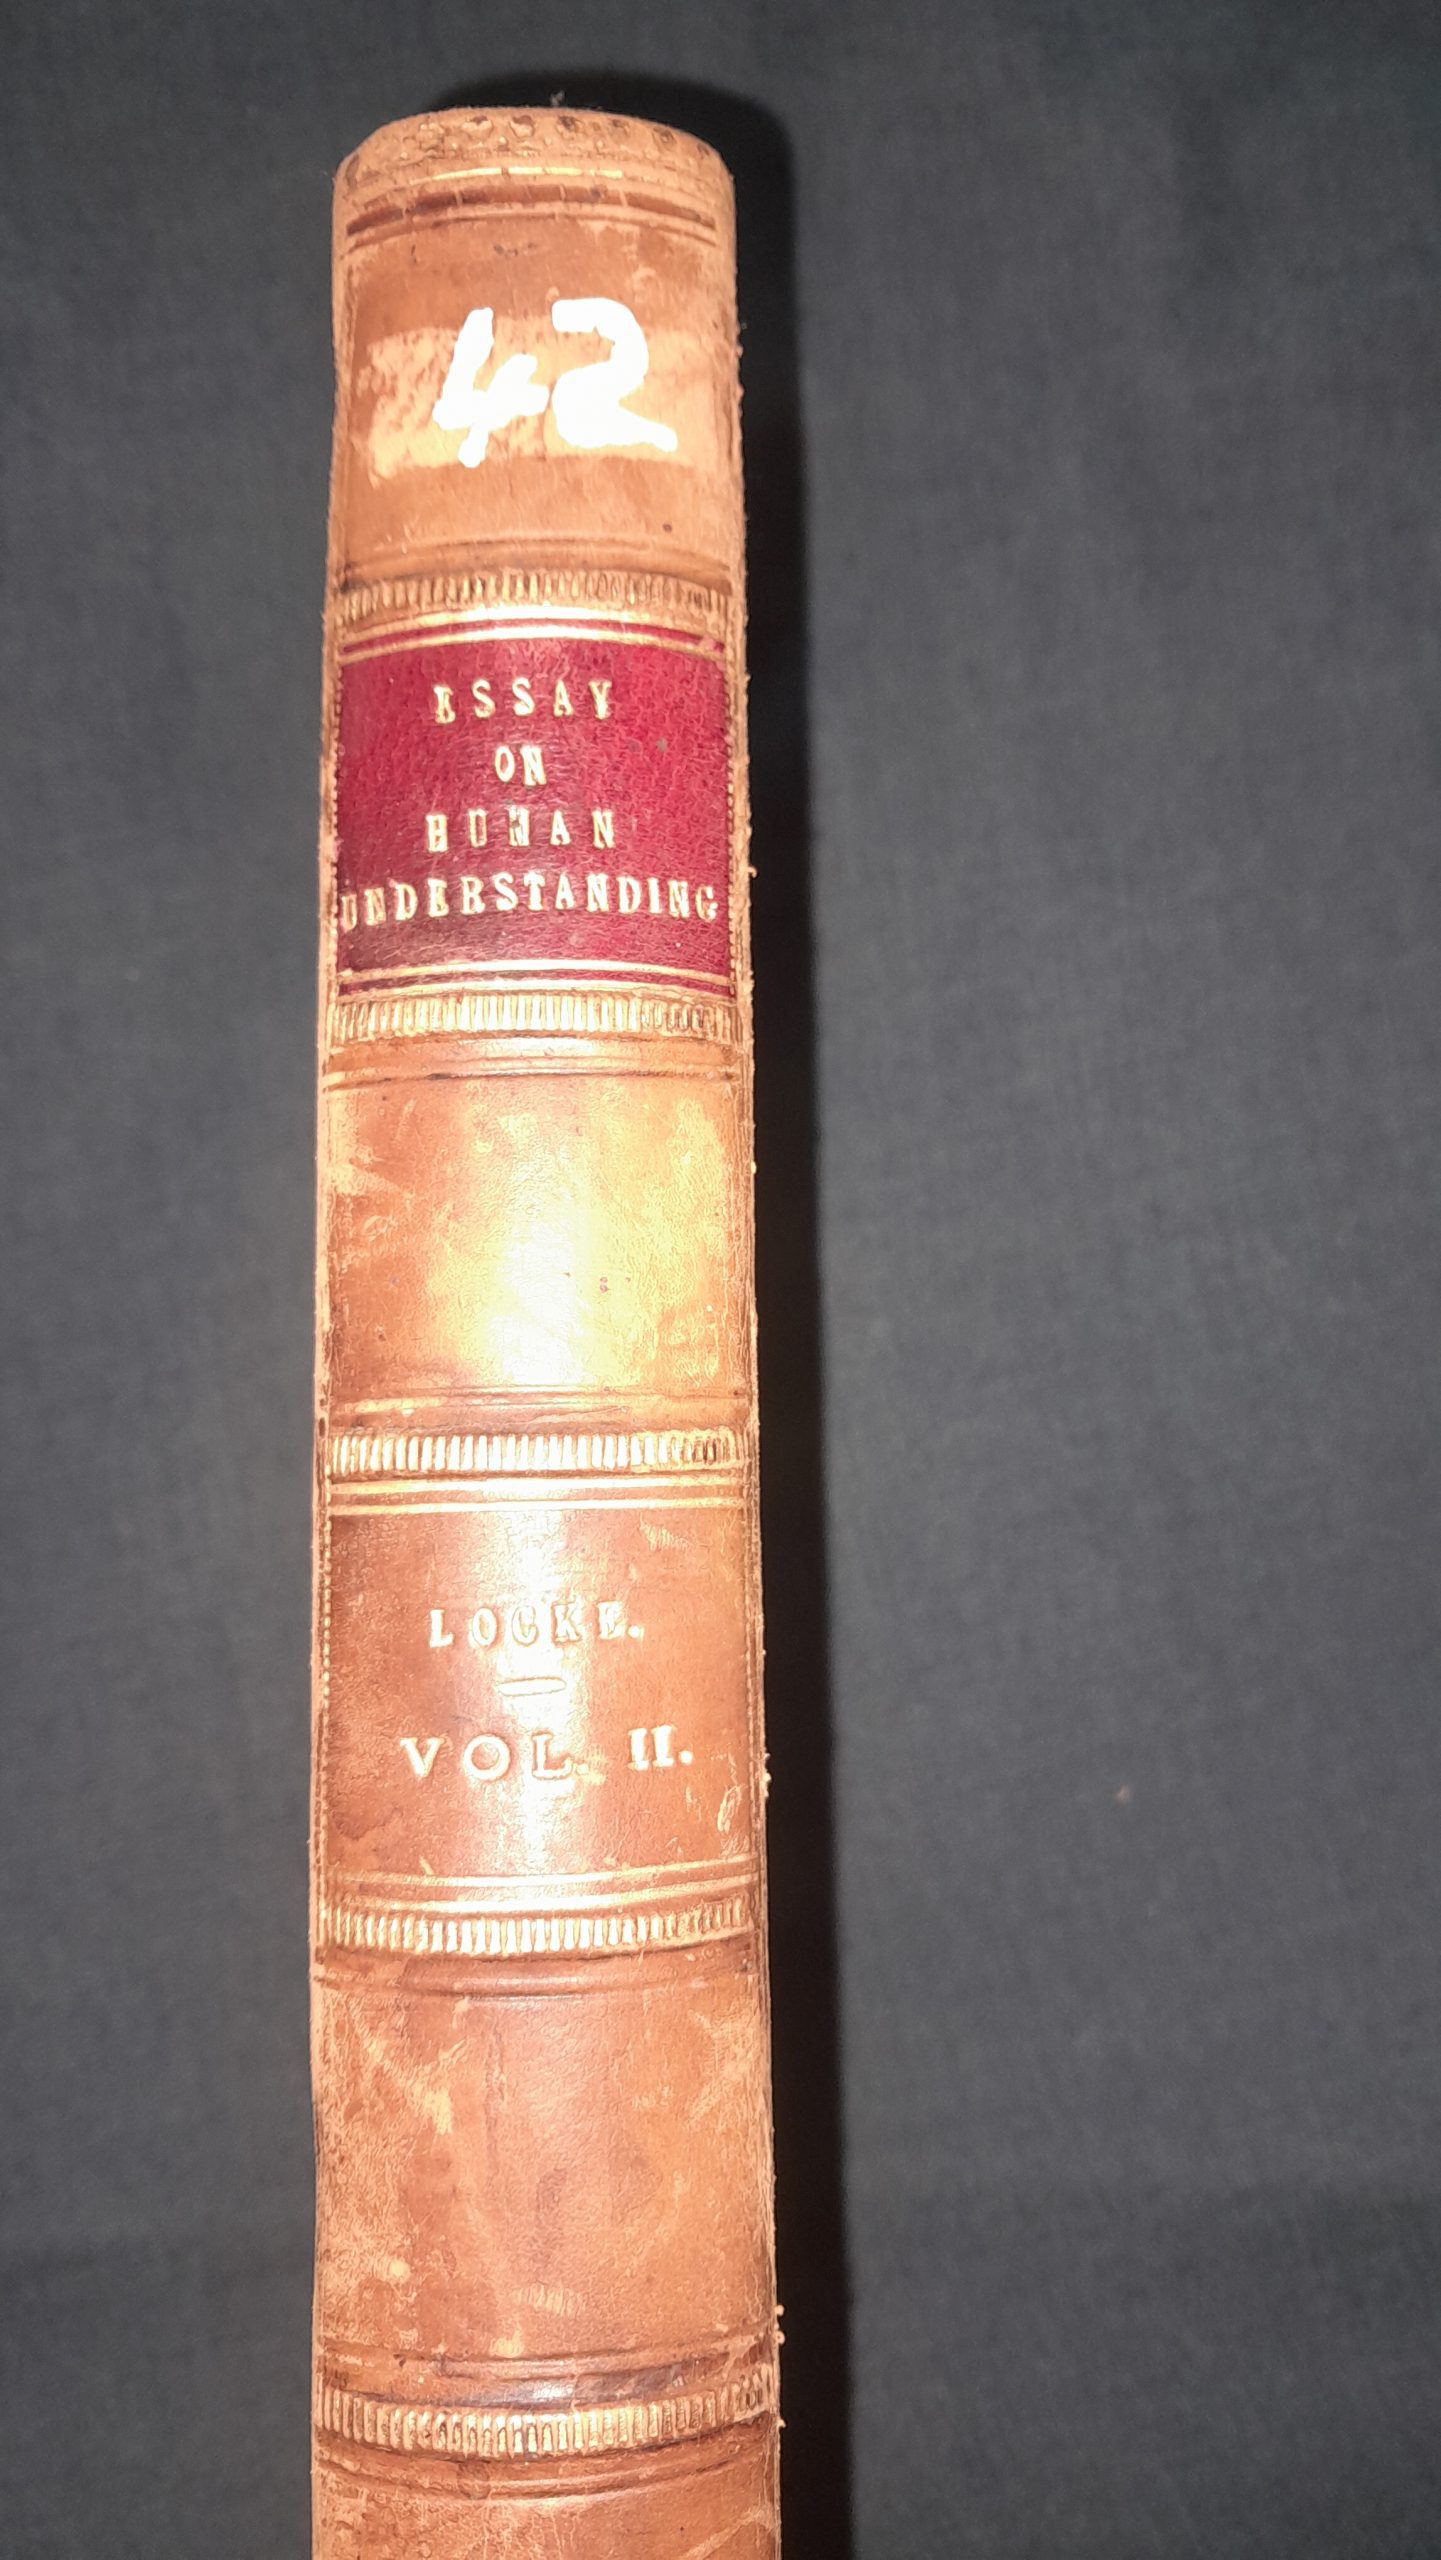 42
ESSAY
ON
HUMAN
UNDERSTANDING
LOCKE.
VOL. II.